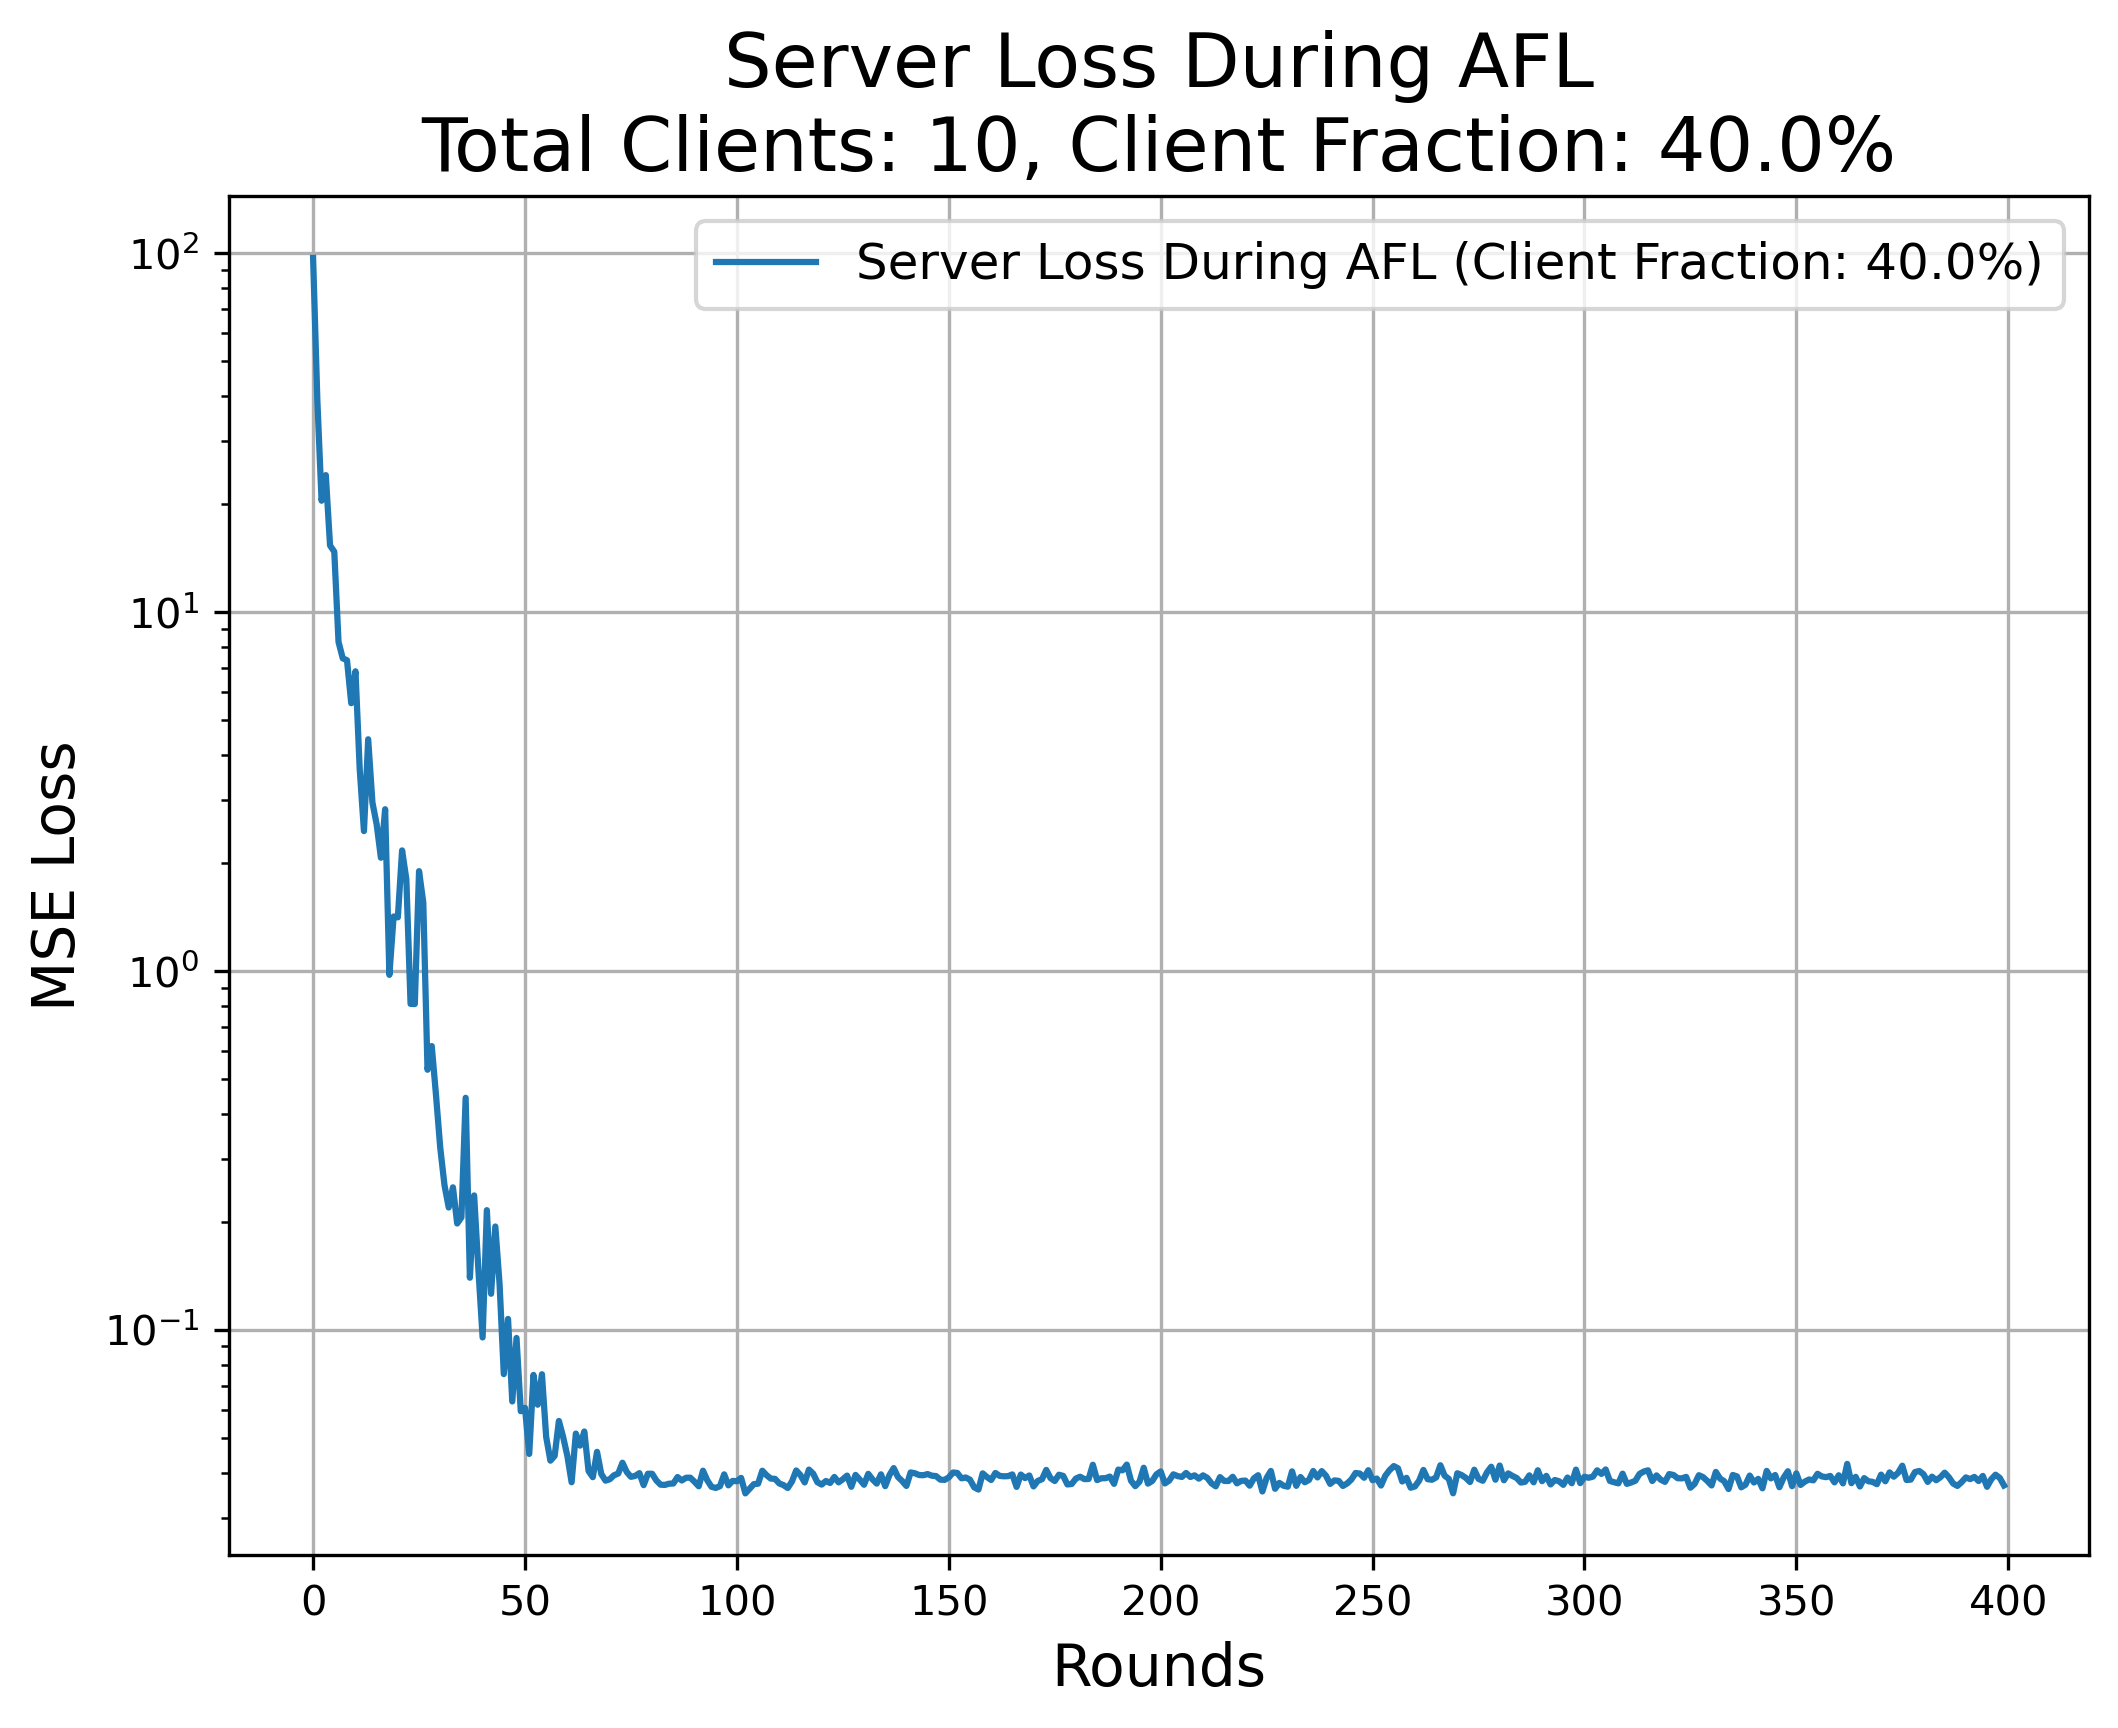 Server Loss During AFL
Total Clients: 10, Client Fraction: 40.0%
Server Loss During AFL (Client Fraction: 40.0%)
10²
10¹
10⁰
10⁻¹
MSE Loss
0 50 100 150 200 250 300 350 400
Rounds